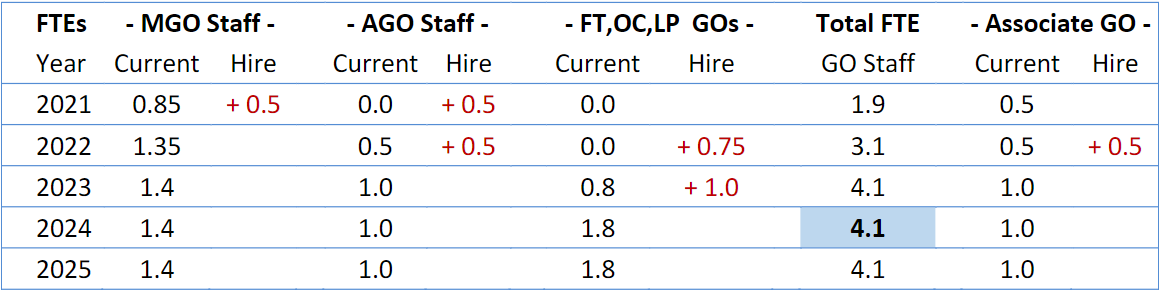 FTEs - MGO Staff - - AGO Staff - - FT,OC,LP GOs - Total FTE - Associate GO -
Year Current Hire Current Hire Current Hire GO Staff Current Hire
2021 0.85 + 0.5 0.0 + 0.5 0.0 1.9 0.5
2022 1.35 0.5 + 0.5 0.0 + 0.75 3.1 0.5 + 0.5
2023 1.4 1.0 0.8 + 1.0 4.1 1.0
2024 1.4 1.0 1.8 4.1 1.0
2025 1.4 1.0 1.8 4.1 1.0